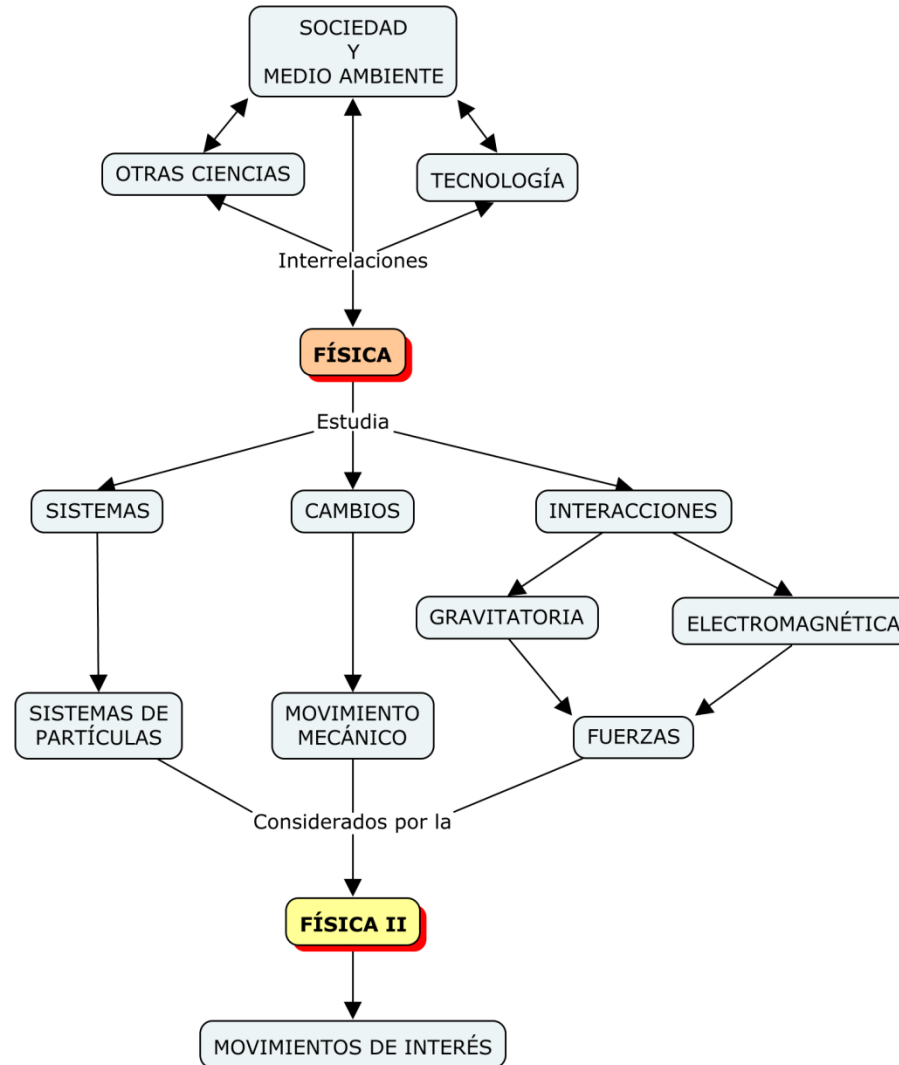 SOCIEDAD
Y
MEDIO AMBIENTE
OTRAS CIENCIAS
TECNOLOGÍA
Interrelaciones
FÍSICA
Estudia
SISTEMAS
CAMBIOS
INTERACCIONES
GRAVITATORIA
ELECTROMAGNÉTICA
SISTEMAS DE
PARTÍCULAS
MOVIMIENTO
MECÁNICO
FUERZAS
Considerados por la
FÍSICA II
MOVIMIENTOS DE INTERÉS